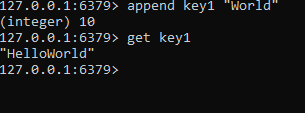 127.0.0.1:6379> append key1 "World"
(integer) 10
127.0.0.1:6379> get key1
"HelloWorld"
127.0.0.1:6379>